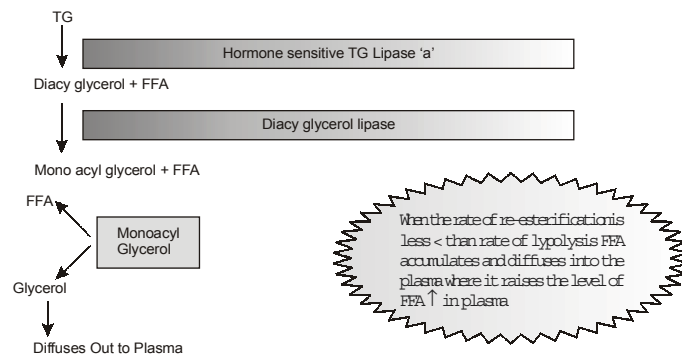 TG
Hormone sensitive TG Lipase ‘a’
Diacy glycerol + FFA
Diacy glycerol lipase
Mono acyl glycerol + FFA
FFA
Monoacyl
Glycerol
Glycerol
Diffuses Out to Plasma
When the rate of re-esterification is
less < than rate of lypolysis FFA
accumulates and diffuses into the
plasma where it raises the level of
FFA ↑ in plasma